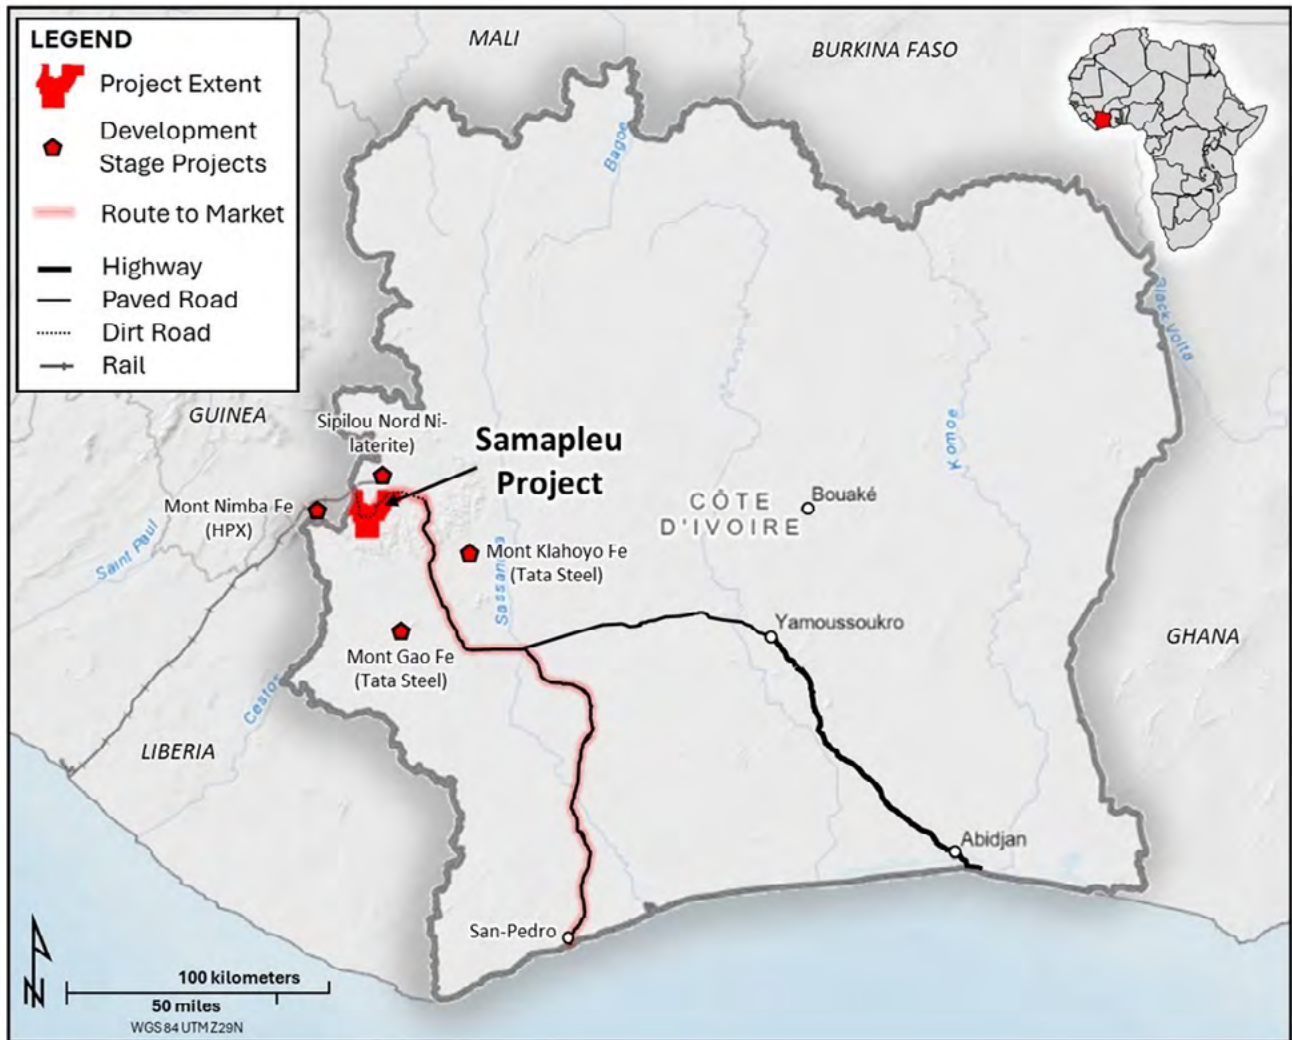 LEGEND
Project Extent
Development
Stage Projects
Route to Market
Highway
Paved Road
Dirt Road
Rail
MALI
BURKINA FASO
Bagoe
Black Volta
GUINEA
Sipilou Nord Ni-
laterite)
Samapleu
Project
Komoe
Mont Nimba Fe
(HPX)
CÔTE
D'IVOIRE
Bouaké
Saint Paul
Mont Klahoyo Fe
(Tata Steel)
Sassandra
Yamoussoukro
GHANA
Mont Gao Fe
(Tata Steel)
Cestos
LIBERIA
Abidjan
San-Pedro
N
100 kilometers
50 miles
WGS 84 UTM Z29N